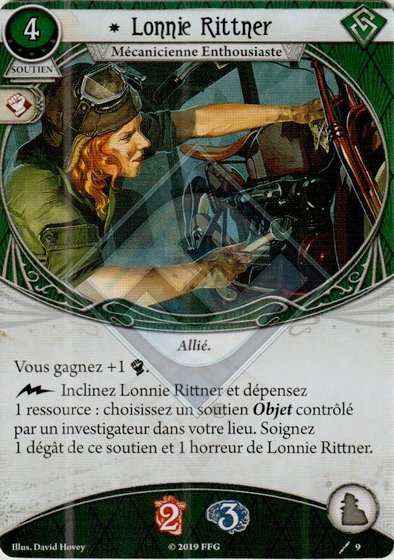 4
✷ Lonnie Rittner
Mécanicienne Enthousiaste
SOUTIEN
Allié.
Vous gagnez +1 .
Inclinez Lonnie Rittner et dépensez
1 ressource : choisissez un soutien Objet contrôlé
par un investigateur dans votre lieu. Soignez
1 dégât de ce soutien et 1 horreur de Lonnie Rittner.
2 3
Illus. David Hovey © 2019 FFG 9